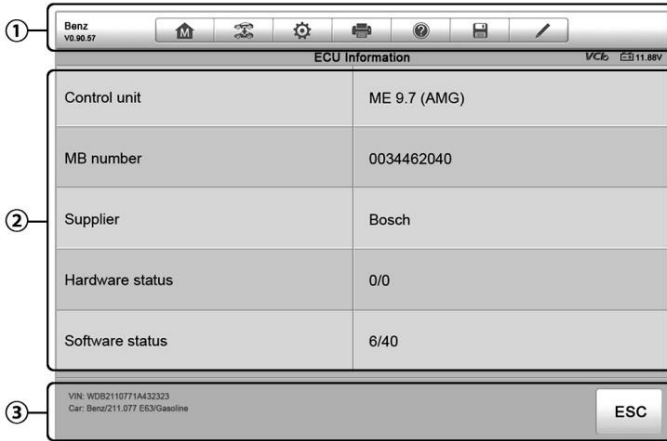 ①
Benz
V0.90.57
M
ECU Information VCI 11.88V
②
Control unit ME 9.7 (AMG)
MB number 0034462040
Supplier Bosch
Hardware status 0/0
Software status 6/40
③
VIN: WDB2110771A432323
Car: Benz/211.077 E63/Gasoline
ESC